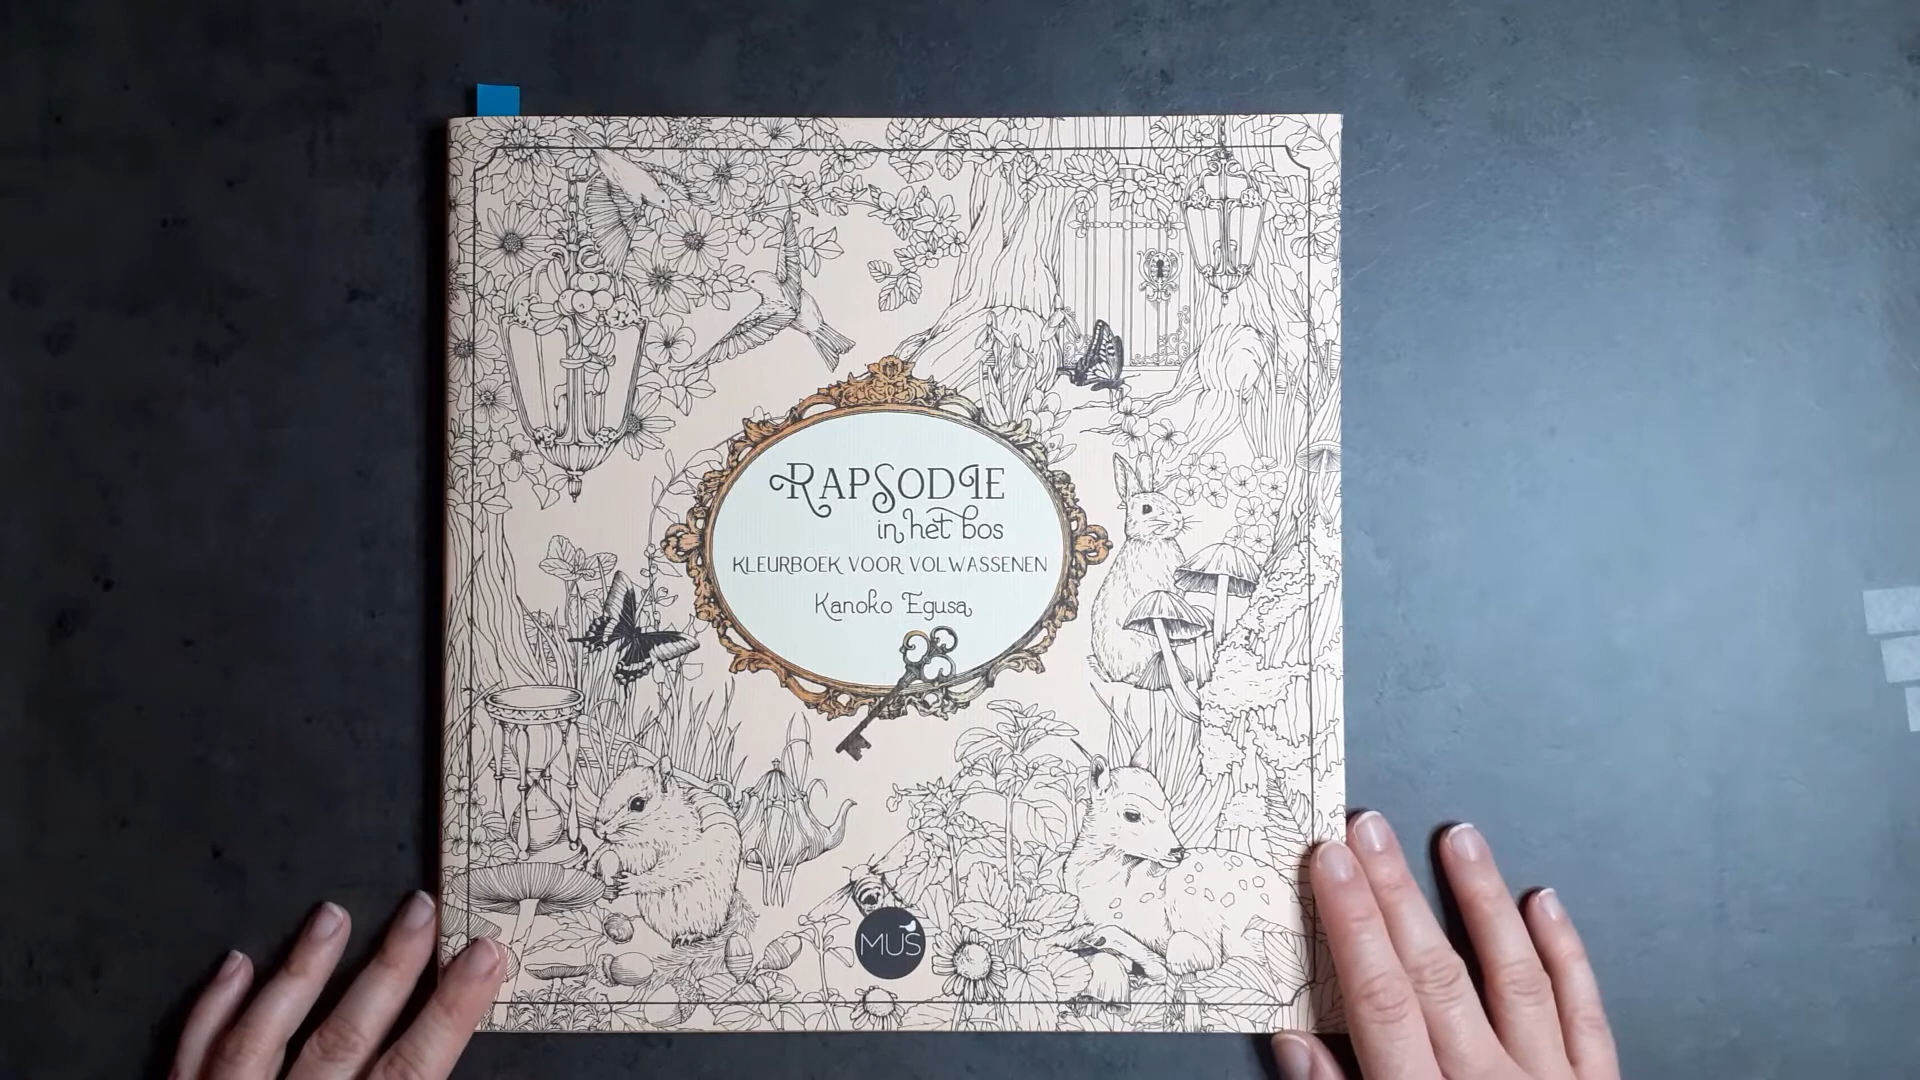 RAPSODIE
in het bos
KLEURBOEK VOOR VOLWASSENEN
Kanoko Egusa
MUS